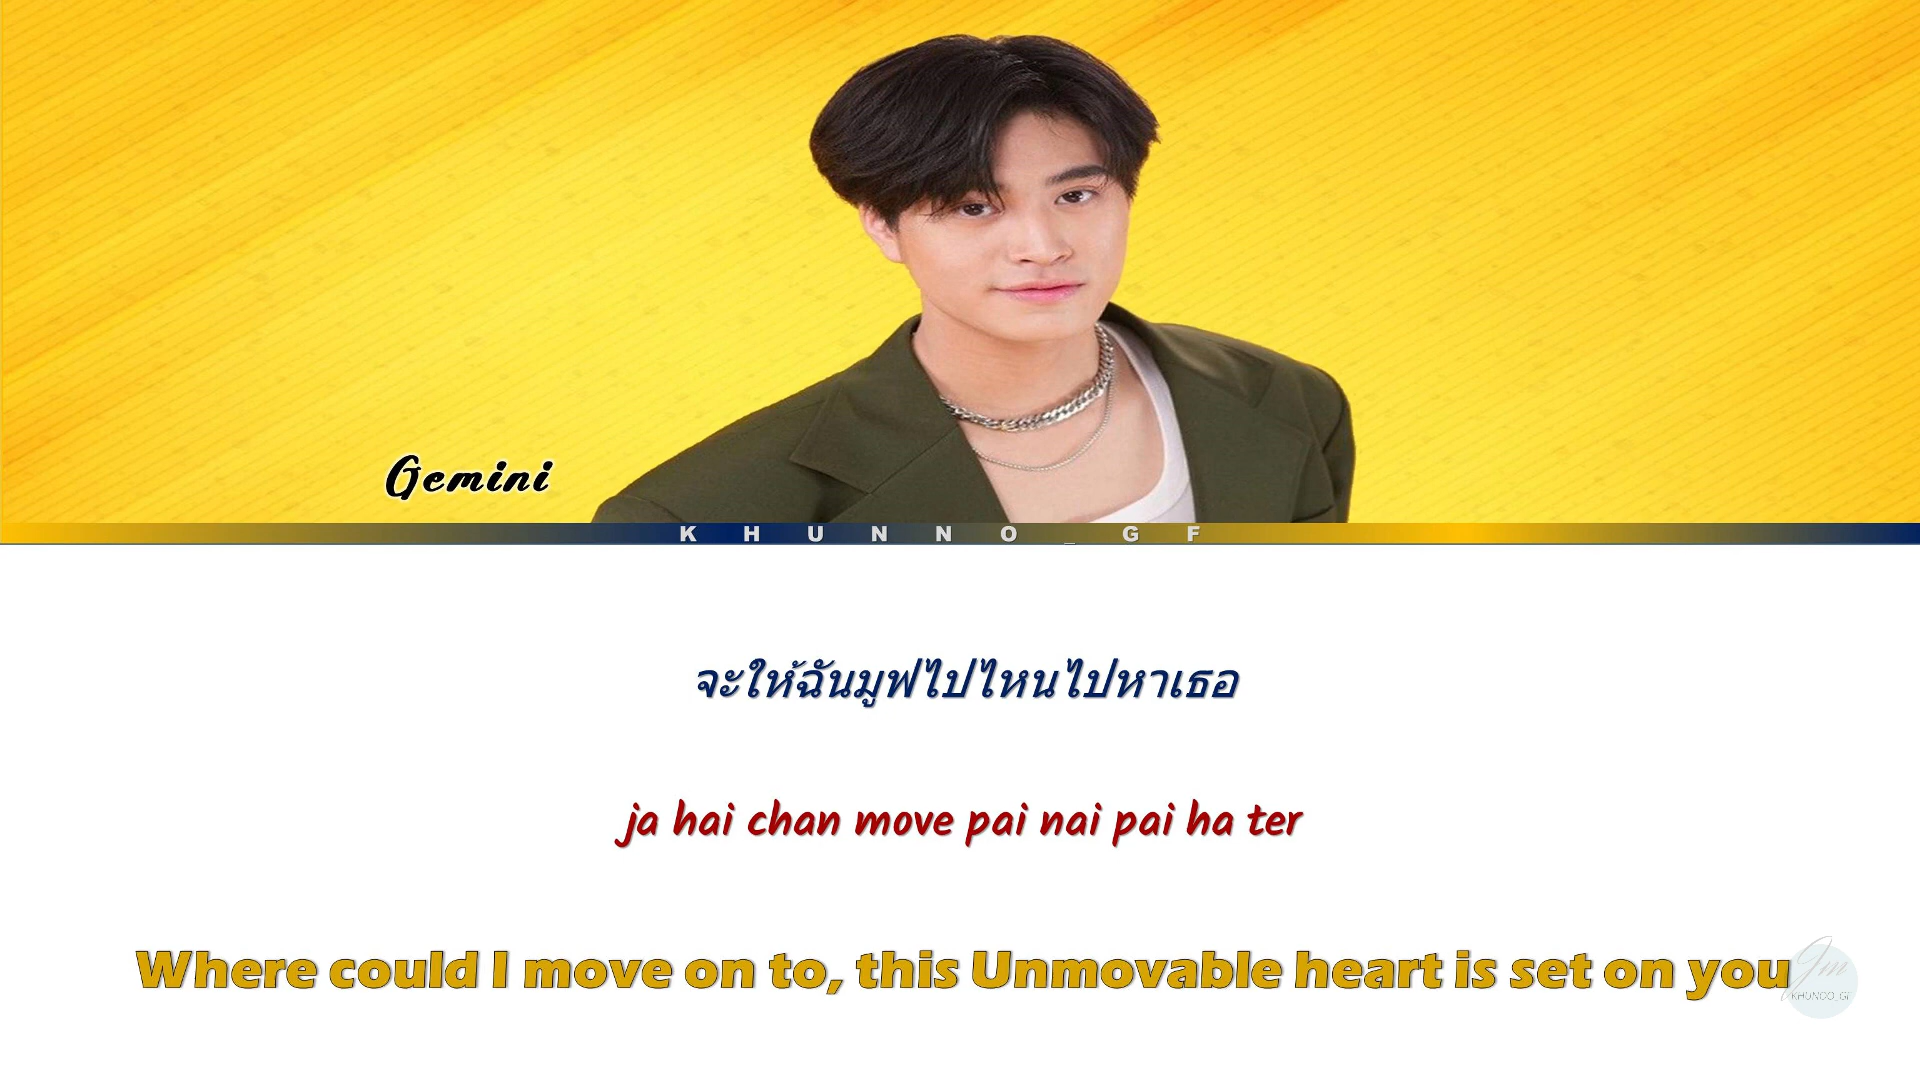 Gemini
KHUNNO_GF
จะให้ฉันมูฟไปไหนไปหาเธอ
ja hai chan move pai nai pai ha ter
Where could I move on to, this Unmovable heart is set on you